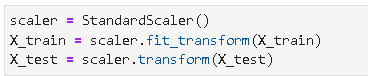 scaler = StandardScaler()
X_train = scaler.fit_transform(X_train)
X_test = scaler.transform(X_test)